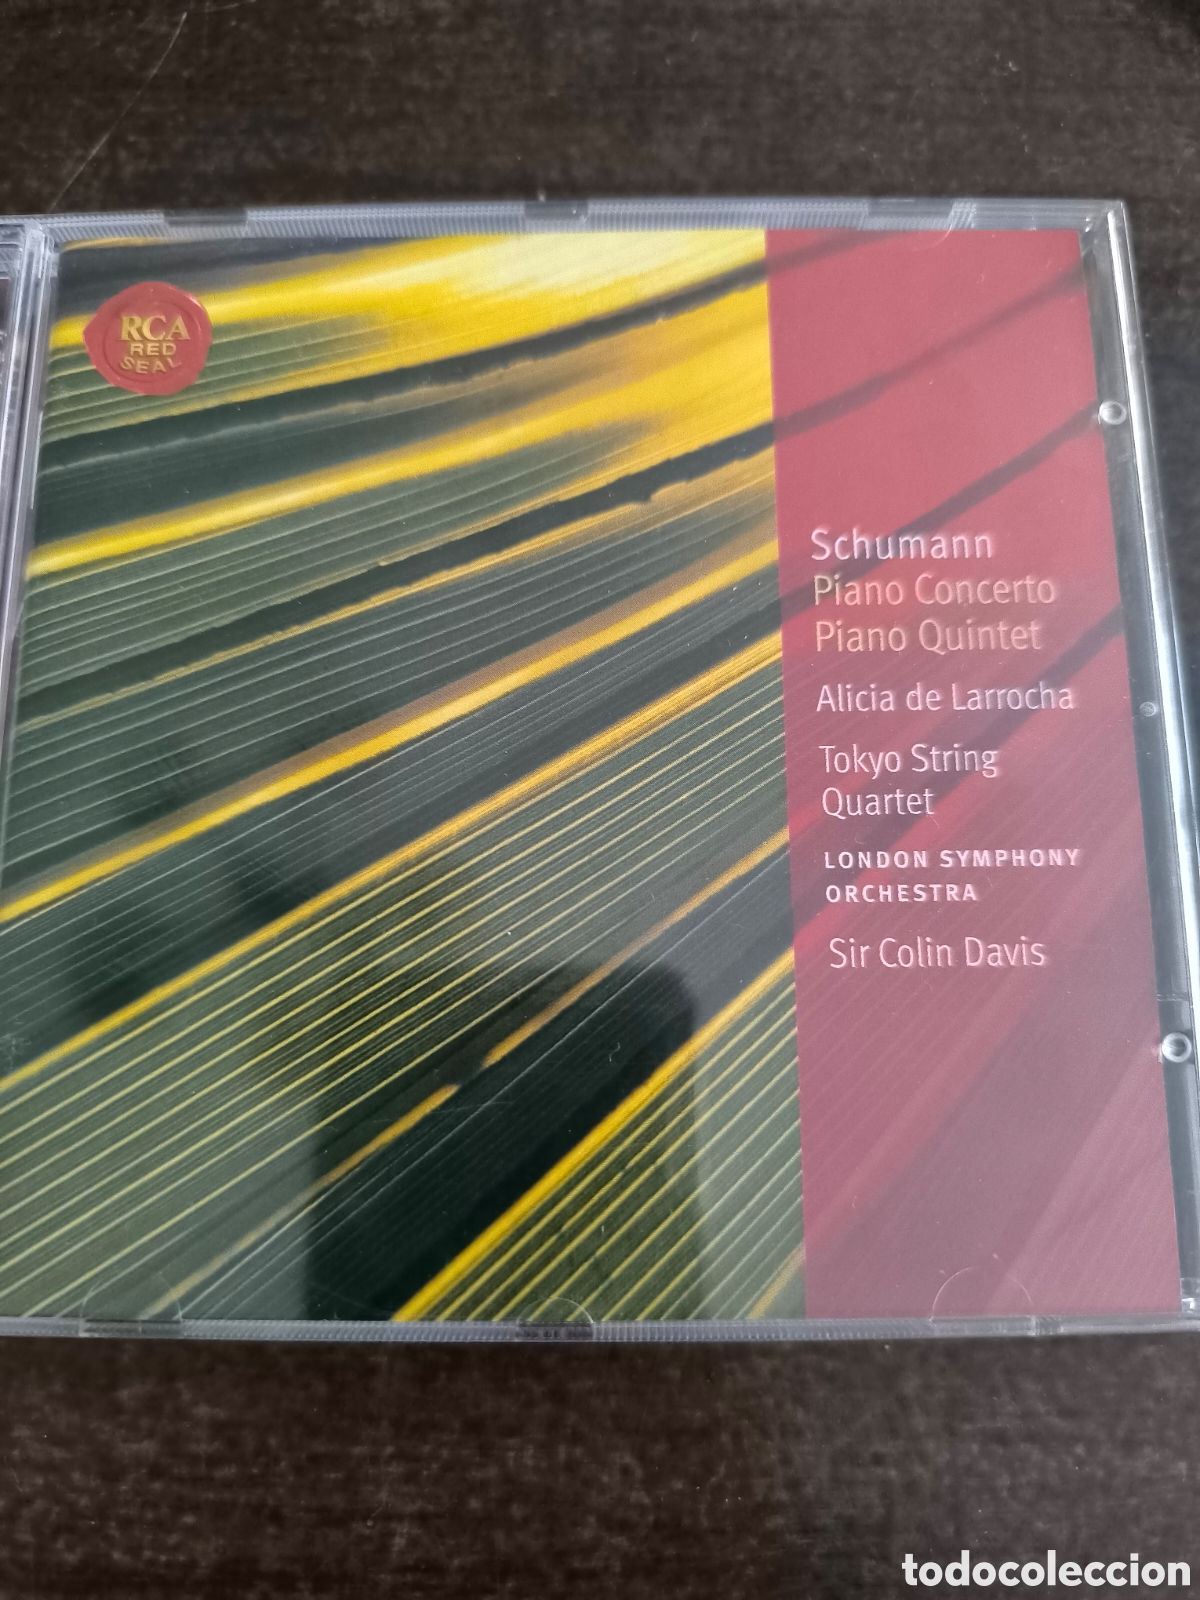 RCA
RED
SEAL
Schumann
Piano Concerto
Piano Quintet
Alicia de Larrocha
Tokyo String
Quartet
LONDON SYMPHONY
ORCHESTRA
Sir Colin Davis
todocoleccion